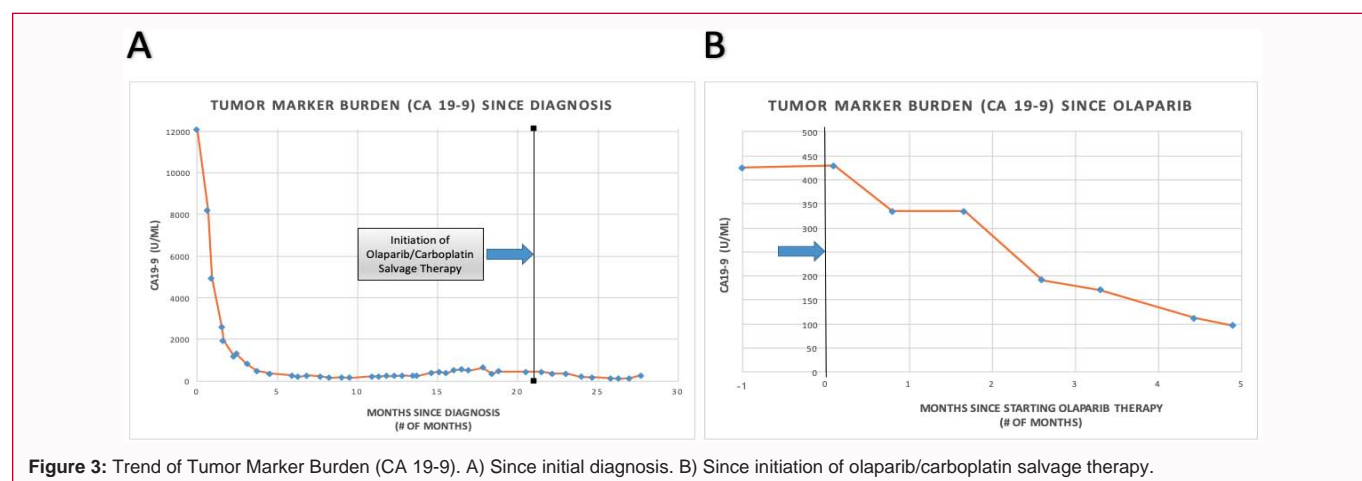 A
B
TUMOR MARKER BURDEN (CA 19-9) SINCE DIAGNOSIS
12000
10000
8000
6000
4000
2000
0
CA19-9 (U/ML)
Initiation of
Olaparib/Carboplatin
Salvage Therapy
0 5 10 15 20 25 30
MONTHS SINCE DIAGNOSIS
(# OF MONTHS)
TUMOR MARKER BURDEN (CA 19-9) SINCE OLAPARIB
500
450
400
350
300
250
200
150
100
50
0
CA19-9 (U/ML)
-1 0 1 2 3 4 5
MONTHS SINCE STARTING OLAPARIB THERAPY
(# OF MONTHS)
Figure 3: Trend of Tumor Marker Burden (CA 19-9). A) Since initial diagnosis. B) Since initiation of olaparib/carboplatin salvage therapy.